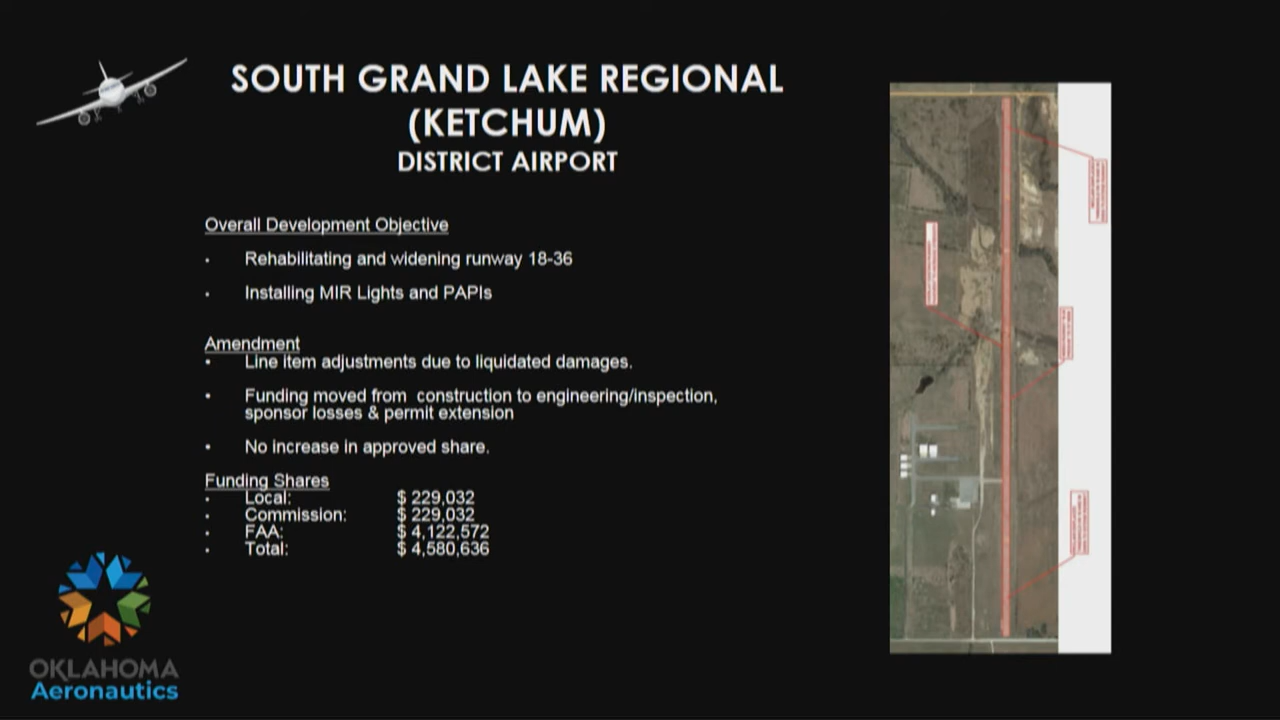 SOUTH GRAND LAKE REGIONAL
(KETCHUM)
DISTRICT AIRPORT
Overall Development Objective
• Rehabilitating and widening runway 18-36
• Installing MIR Lights and PAPIs
Amendment
• Line item adjustments due to liquidated damages.
• Funding moved from construction to engineering/inspection,
sponsor losses & permit extension
• No increase in approved share.
Funding Shares
• Local: $ 229,032
• Commission: $ 229,032
• FAA: $ 4,122,572
• Total: $ 4,580,636
OKLAHOMA
Aeronautics